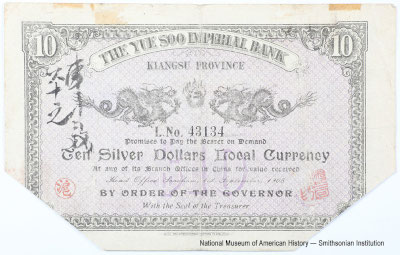 10 10
THE YUE SOO IMPERIAL BANK
KIANGSU PROVINCE
L. No. 43134
Promises to Pay the Bearer on Demand
Ten Silver Dollars Local Currency
At any of its Branch Offices in China for value received
Head Office
BY ORDER OF THE GOVERNOR
With the Seal of the Treasurer
National Museum of American History — Smithsonian Institution